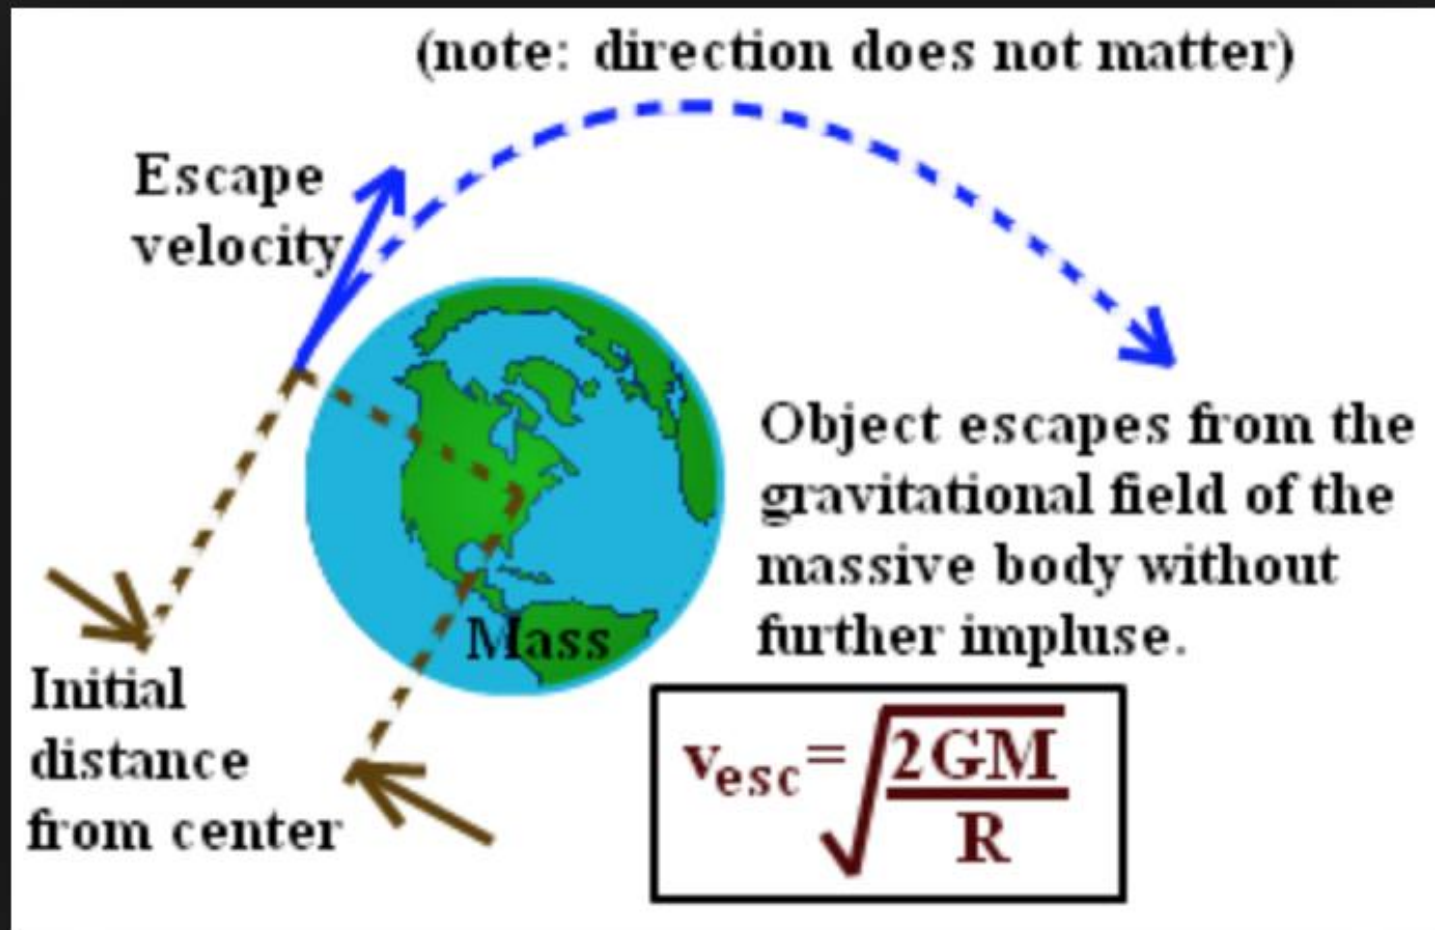 (note: direction does not matter)
Escape
velocity
Object escapes from the
gravitational field of the
massive body without
further impluse.
Mass
Initial
distance
from center
v_esc = √(2GM/R)